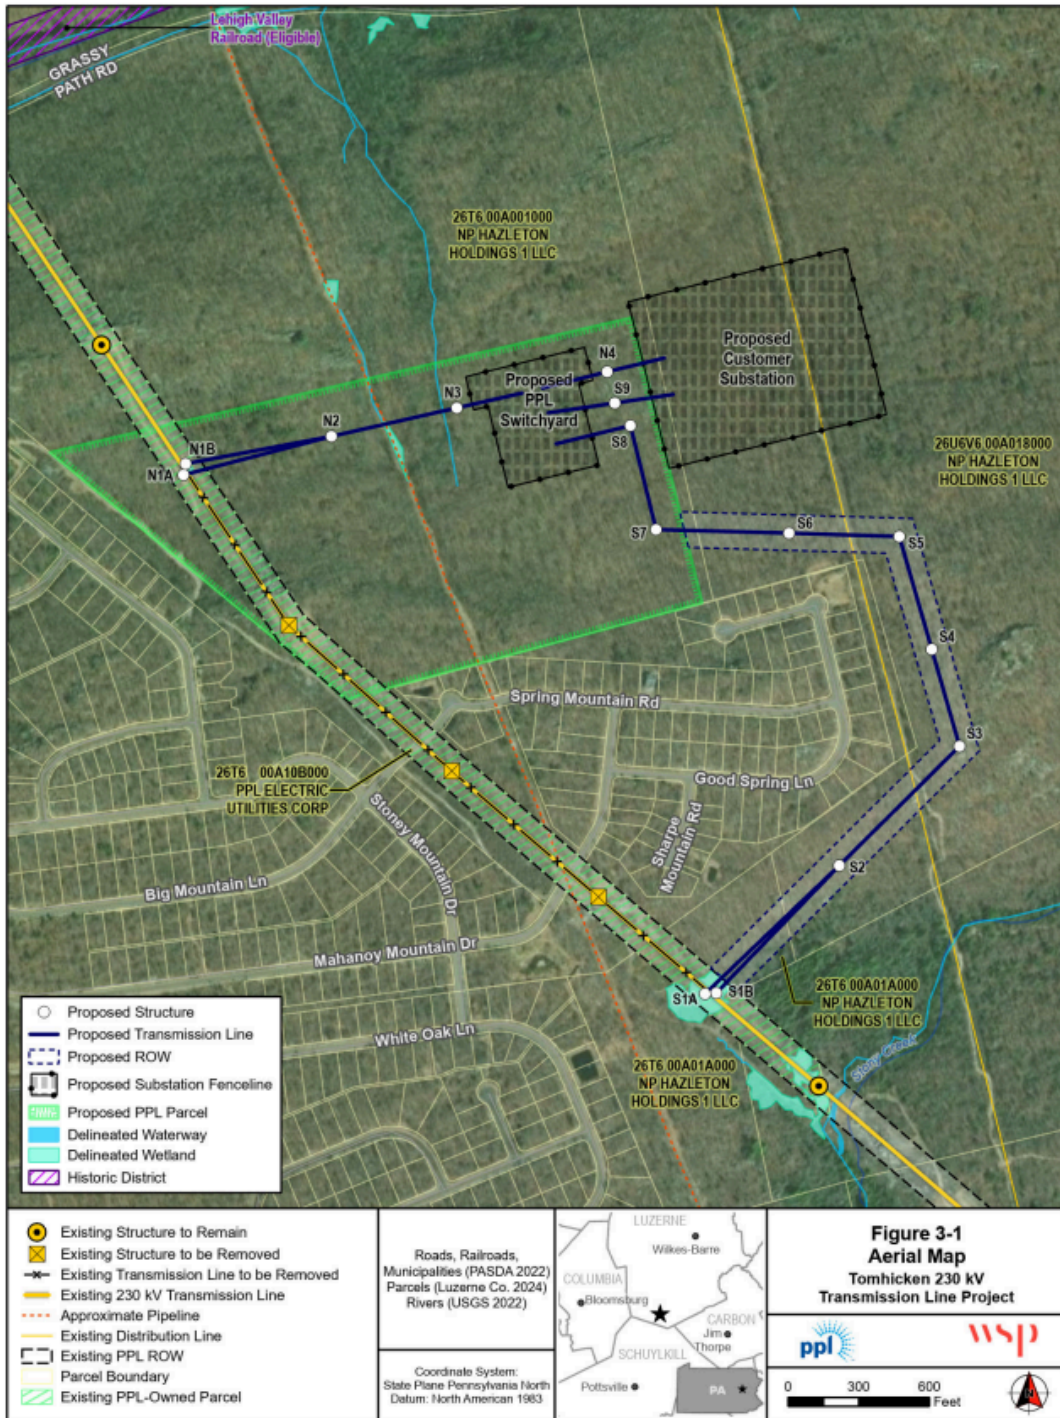 Lehigh Valley
Railroad (Eligible)
GRASSY
PATH RD
26T6 00A001000
NP HAZLETON
HOLDINGS 1 LLC
Proposed
Customer
Substation
N4
Proposed
PPL
Switchyard
N3
S9
N2
S8
N1B
N1A
26U6V6 00A018000
NP HAZLETON
HOLDINGS 1 LLC
S7
S6
S5
S4
Spring Mountain Rd
S3
26T6 00A10B000
PPL ELECTRIC
UTILITIES CORP
Good Spring Ln
Stoney Mountain Dr
Sharpe
Mountain Rd
S2
Big Mountain Ln
Mahanoy Mountain Dr
S1A
S1B
26T6 00A01A000
NP HAZLETON
HOLDINGS 1 LLC
White Oak Ln
26T6 00A01A000
NP HAZLETON
HOLDINGS 1 LLC
Stony Creek
Proposed Structure
Proposed Transmission Line
Proposed ROW
Proposed Substation Fenceline
Proposed PPL Parcel
Delineated Waterway
Delineated Wetland
Historic District
Existing Structure to Remain
Existing Structure to be Removed
Existing Transmission Line to be Removed
Existing 230 kV Transmission Line
Approximate Pipeline
Existing Distribution Line
Existing PPL ROW
Parcel Boundary
Existing PPL-Owned Parcel
Roads, Railroads,
Municipalities (PASDA 2022)
Parcels (Luzerne Co. 2024)
Rivers (USGS 2022)
Coordinate System:
State Plane Pennsylvania North
Datum: North American 1983
LUZERNE
Wilkes-Barre
COLUMBIA
Bloomsburg
CARBON
Jim
Thorpe
SCHUYLKILL
Pottsville
PA
Figure 3-1
Aerial Map
Tomhicken 230 kV
Transmission Line Project
ppl
wsp
0 300 600
Feet
N